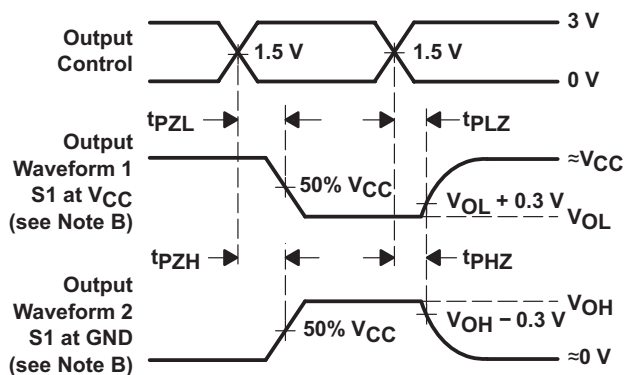 Output
Control
1.5 V
1.5 V
3 V
0 V
tPZL
tPLZ
Output
Waveform 1
S1 at VCC
(see Note B)
50% VCC
≈VCC
VOL + 0.3 V
VOL
tPZH
tPHZ
Output
Waveform 2
S1 at GND
(see Note B)
50% VCC
VOH
VOH − 0.3 V
≈0 V